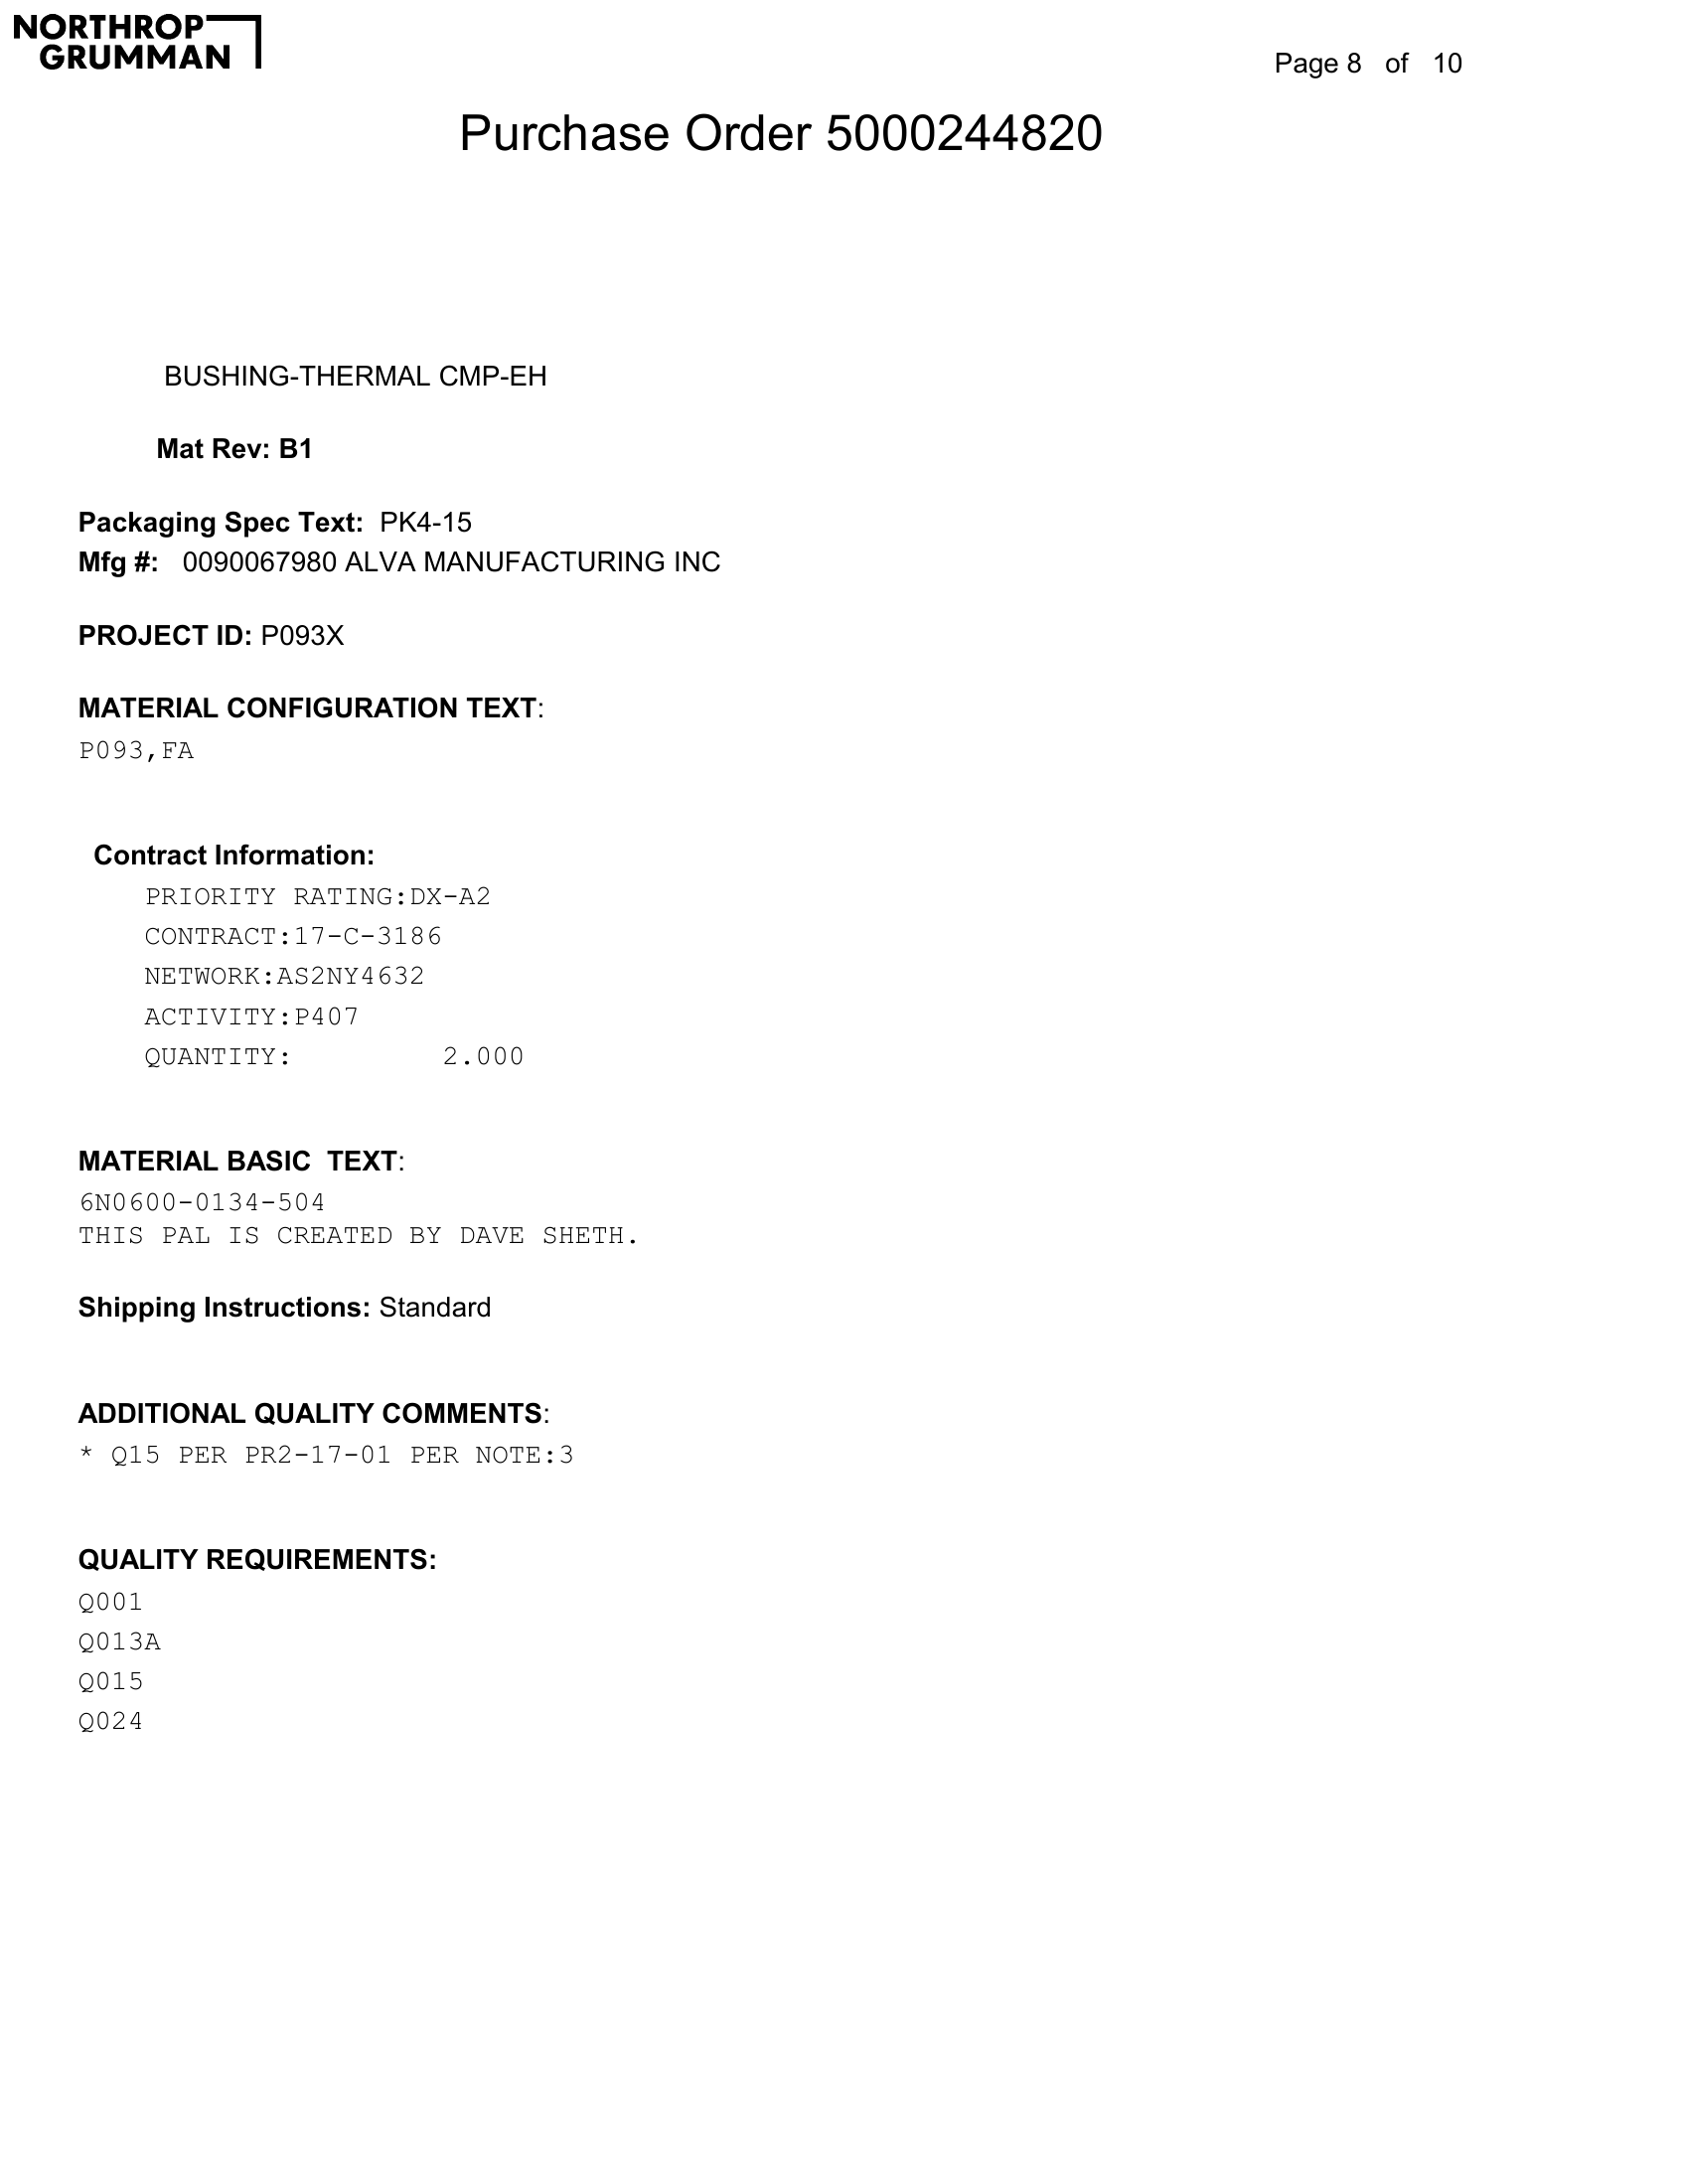 NORTHROP
GRUMMAN
Page 8 of 10
Purchase Order 5000244820
BUSHING-THERMAL CMP-EH
Mat Rev: B1
Packaging Spec Text: PK4-15
Mfg #: 0090067980 ALVA MANUFACTURING INC
PROJECT ID: P093X
MATERIAL CONFIGURATION TEXT:
P093,FA
Contract Information:
PRIORITY RATING:DX-A2
CONTRACT:17-C-3186
NETWORK:AS2NY4632
ACTIVITY:P407
QUANTITY: 2.000
MATERIAL BASIC TEXT:
6N0600-0134-504
THIS PAL IS CREATED BY DAVE SHETH.
Shipping Instructions: Standard
ADDITIONAL QUALITY COMMENTS:
* Q15 PER PR2-17-01 PER NOTE:3
QUALITY REQUIREMENTS:
Q001
Q013A
Q015
Q024